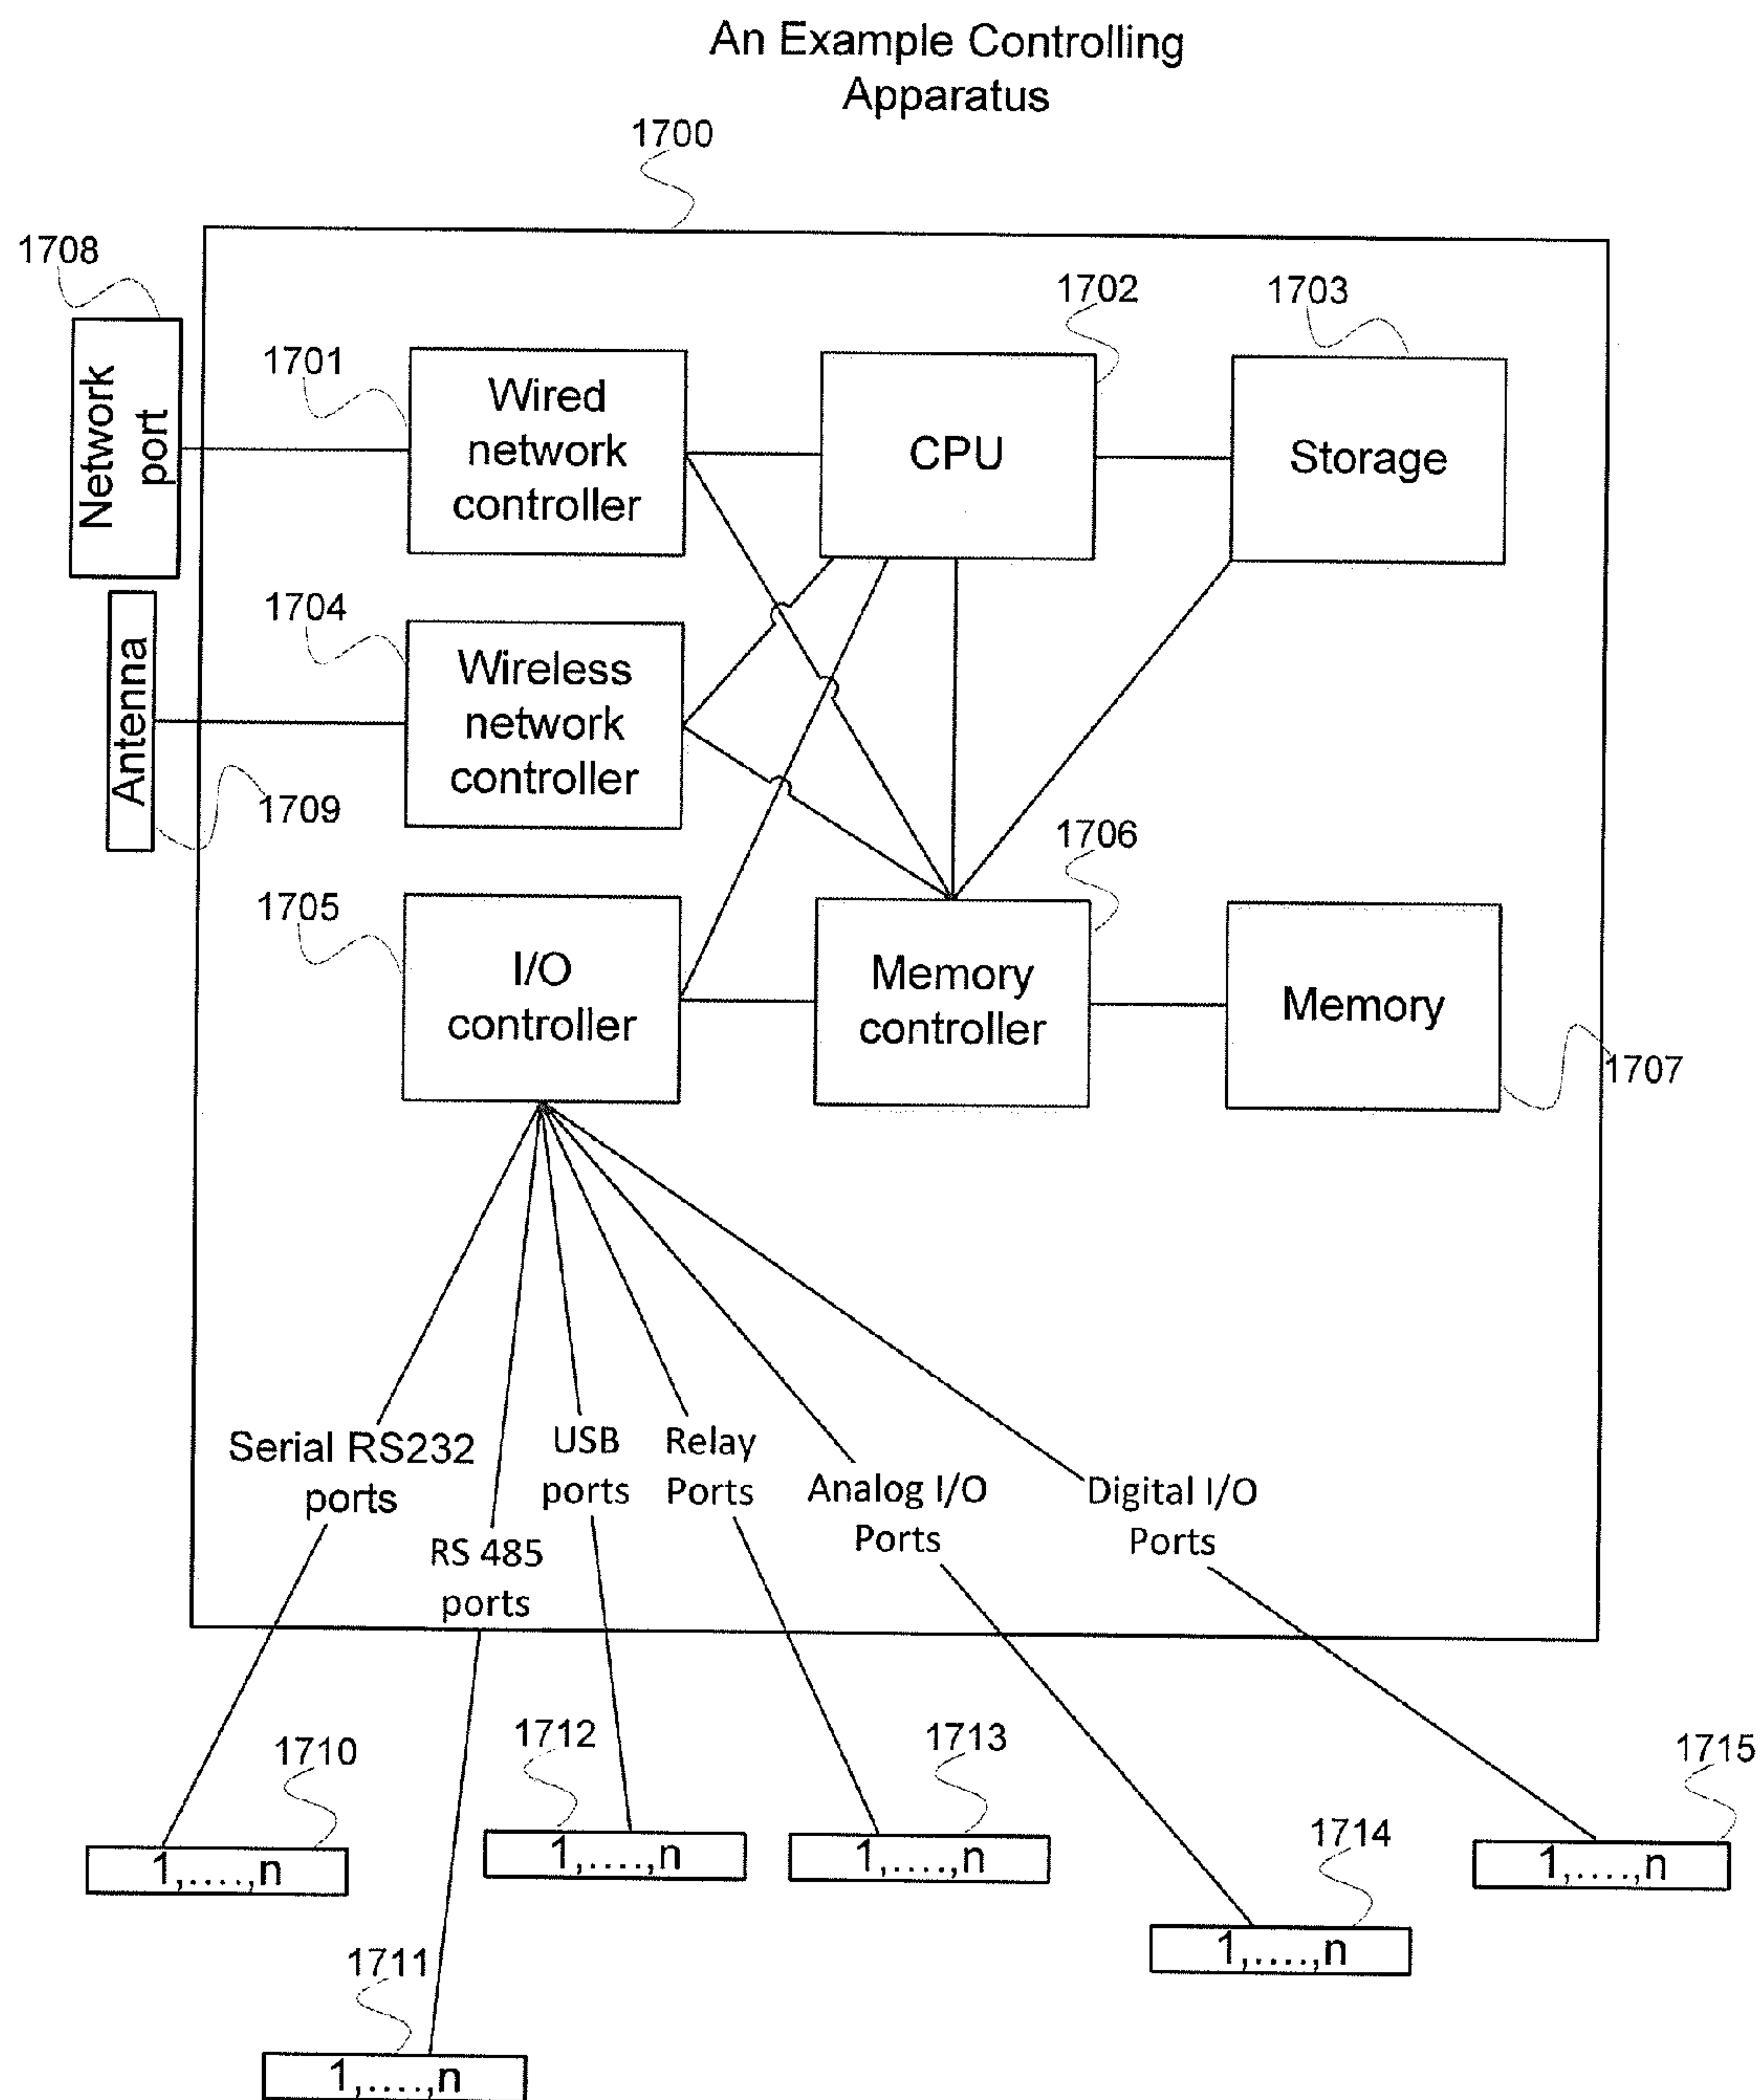 An Example Controlling
Apparatus
1700
1708
Network
port
1701
Wired
network
controller
1702
CPU
1703
Storage
1704
Wireless
network
controller
Antenna
1709
1705
I/O
controller
1706
Memory
controller
Memory
1707
Serial RS232
ports
RS 485
ports
USB
ports
Relay
Ports
Analog I/O
Ports
Digital I/O
Ports
1710
1,....,n
1711
1,....,n
1712
1,....,n
1713
1,....,n
1714
1,....,n
1715
1,....,n